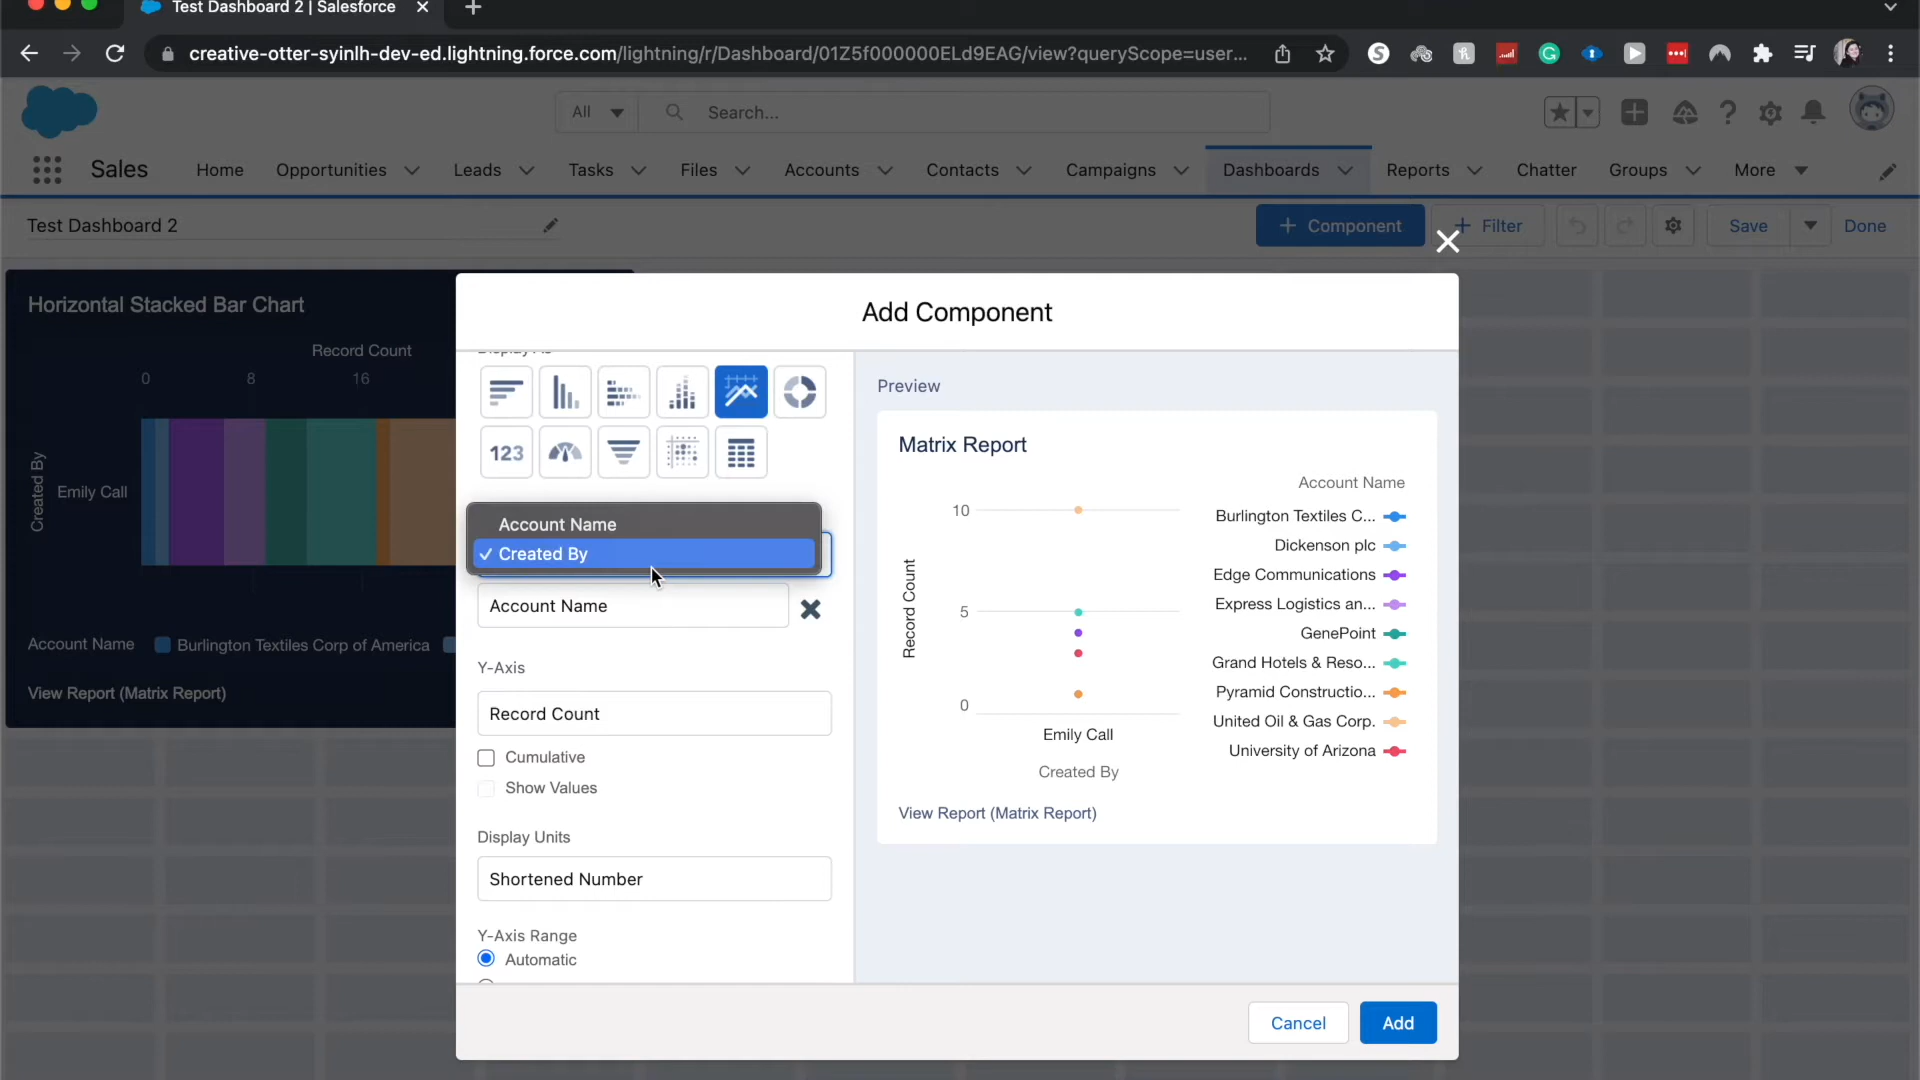 Test Dashboard 2 | Salesforce
creative-otter-syinlh-dev-ed.lightning.force.com/lightning/r/Dashboard/01Z5f000000ELd9EAG/view?queryScope=user...
All
Search...
Sales
Home
Opportunities
Leads
Tasks
Files
Accounts
Contacts
Campaigns
Dashboards
Reports
Chatter
Groups
More
Test Dashboard 2
+ Component
+ Filter
Save
Done
Horizontal Stacked Bar Chart
Record Count
0 8 16
Created By
Emily Call
Account Name
Burlington Textiles Corp of America
View Report (Matrix Report)
Add Component
Display As
123
Account Name
✓ Created By
Account Name
Y-Axis
Record Count
Cumulative
Show Values
Display Units
Shortened Number
Y-Axis Range
Automatic
Preview
Matrix Report
Record Count
10
5
0
Emily Call
Created By
Account Name
Burlington Textiles C...
Dickenson plc
Edge Communications
Express Logistics an...
GenePoint
Grand Hotels & Reso...
Pyramid Constructio...
United Oil & Gas Corp.
University of Arizona
View Report (Matrix Report)
Cancel
Add